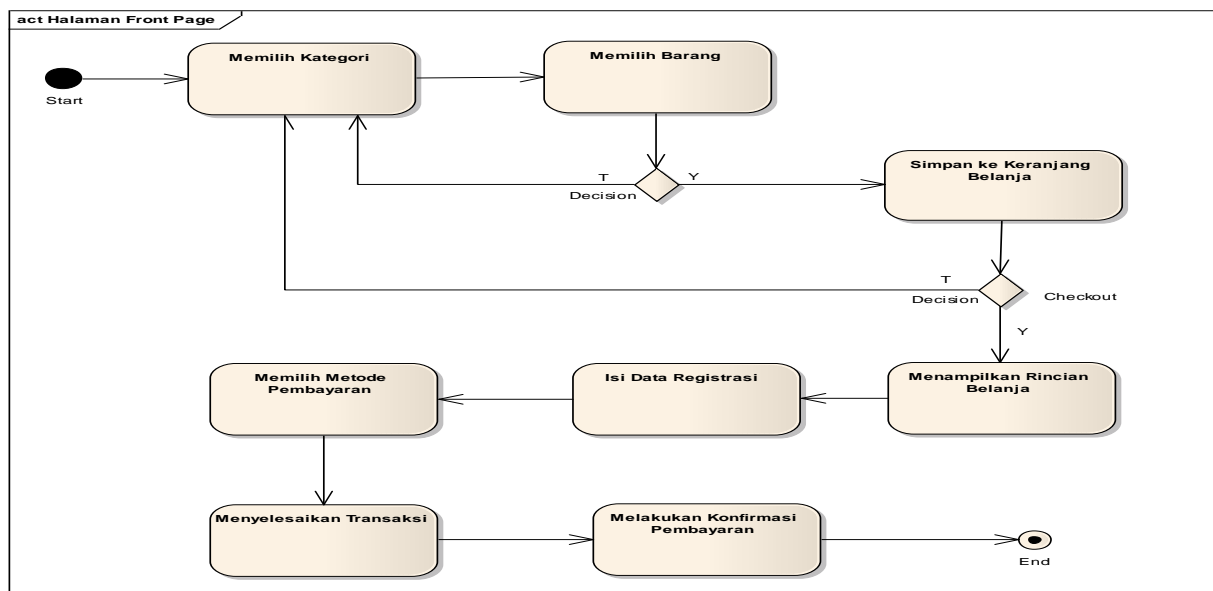 act Halaman Front Page
Start
Memilih Kategori
Memilih Barang
T
Y
Decision
Simpan ke Keranjang
Belanja
T
Decision
Checkout
Y
Memilih Metode
Pembayaran
Isi Data Registrasi
Menampilkan Rincian
Belanja
Menyelesaikan Transaksi
Melakukan Konfirmasi
Pembayaran
End